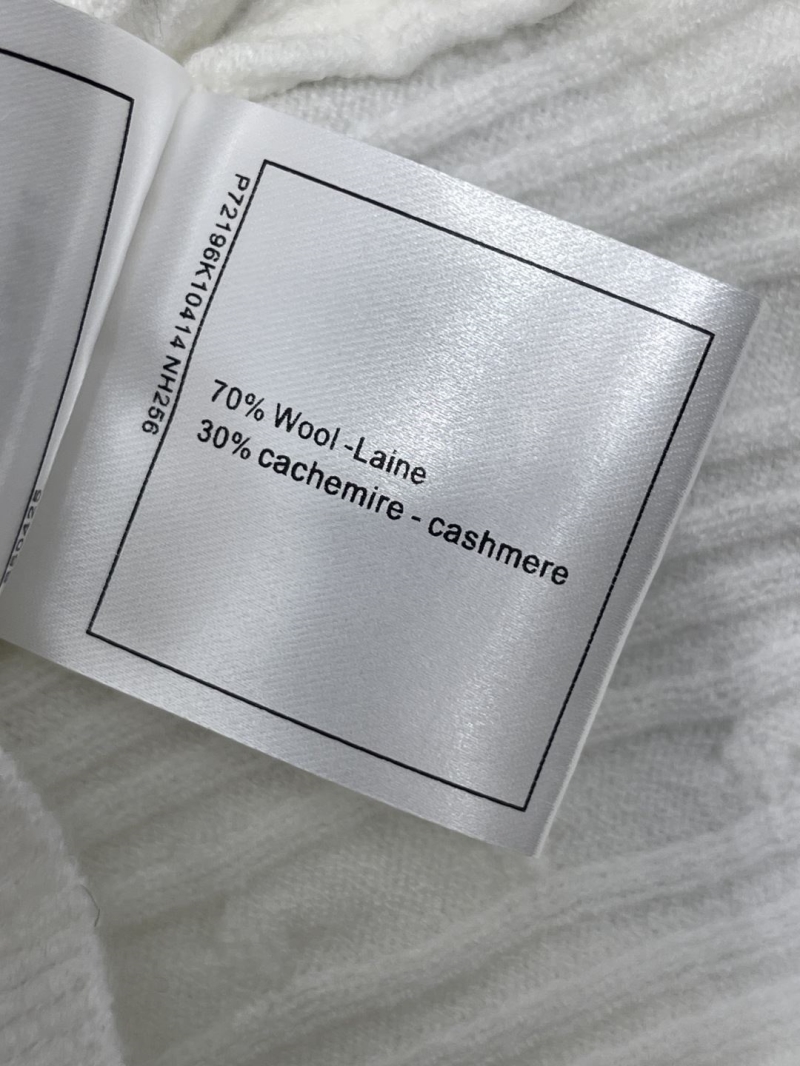 P72196K10414 NH256
70% Wool -Laine
30% cachemire - cashmere